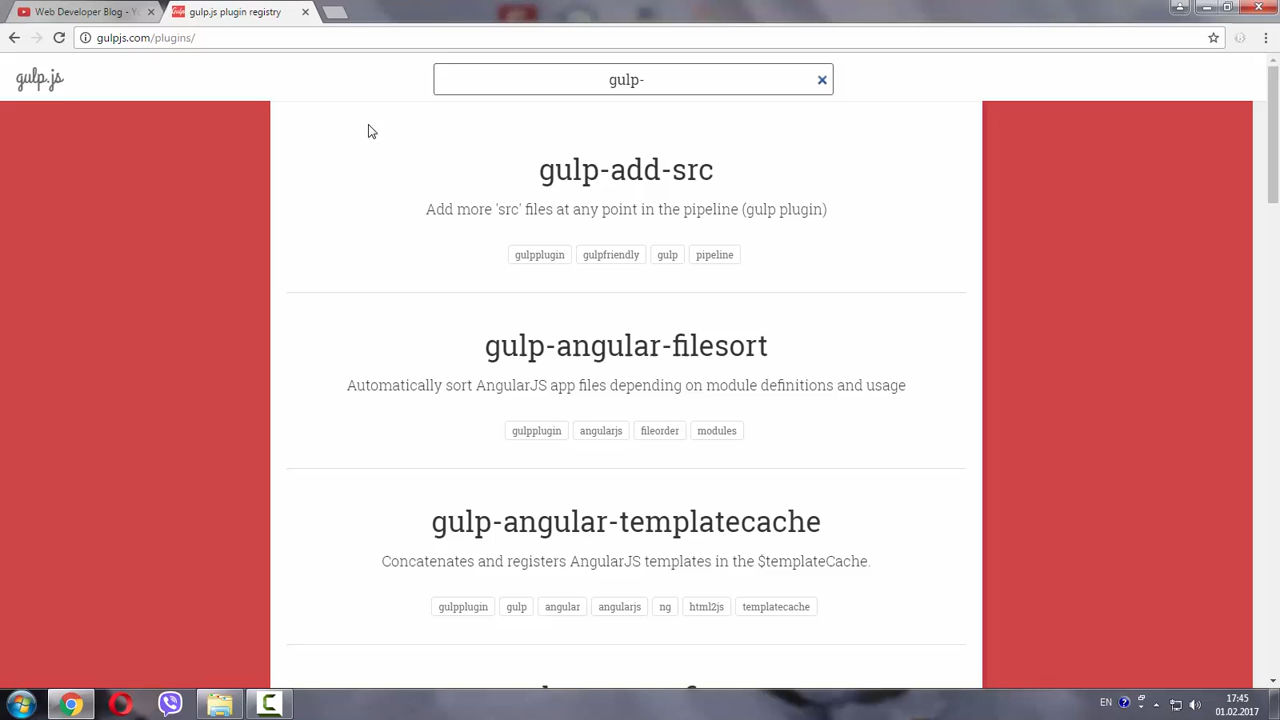 Web Developer Blog - Yo
gulp.js plugin registry
gulpjs.com/plugins/
gulp.js
gulp-
gulp-add-src
Add more 'src' files at any point in the pipeline (gulp plugin)
gulpplugin gulpfriendly gulp pipeline
gulp-angular-filesort
Automatically sort AngularJS app files depending on module definitions and usage
gulpplugin angularjs fileorder modules
gulp-angular-templatecache
Concatenates and registers AngularJS templates in the $templateCache.
gulpplugin gulp angular angularjs ng html2js templatecache
EN
17:45
01.02.2017